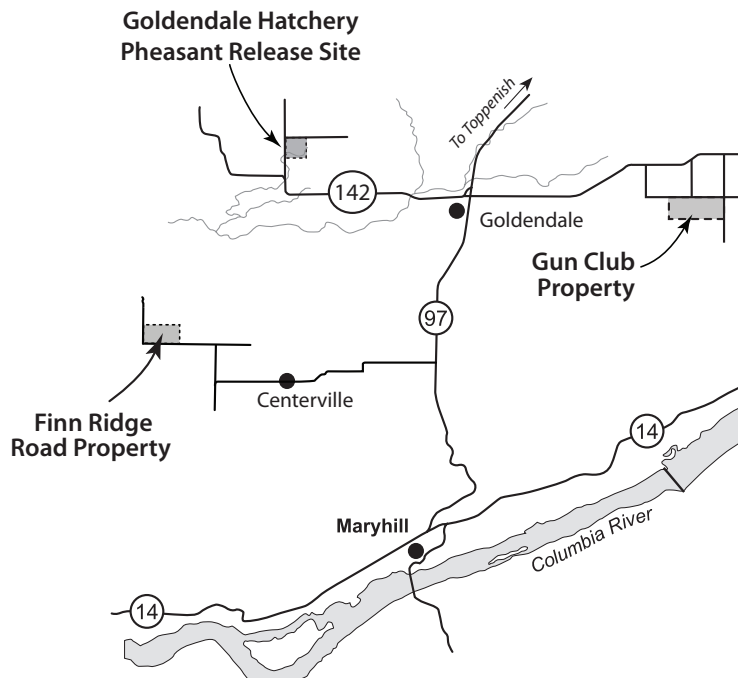 Goldendale Hatchery
Pheasant Release Site
To Toppenish
142
Goldendale
Gun Club
Property
97
Centerville
Finn Ridge
Road Property
14
Maryhill
Columbia River
14